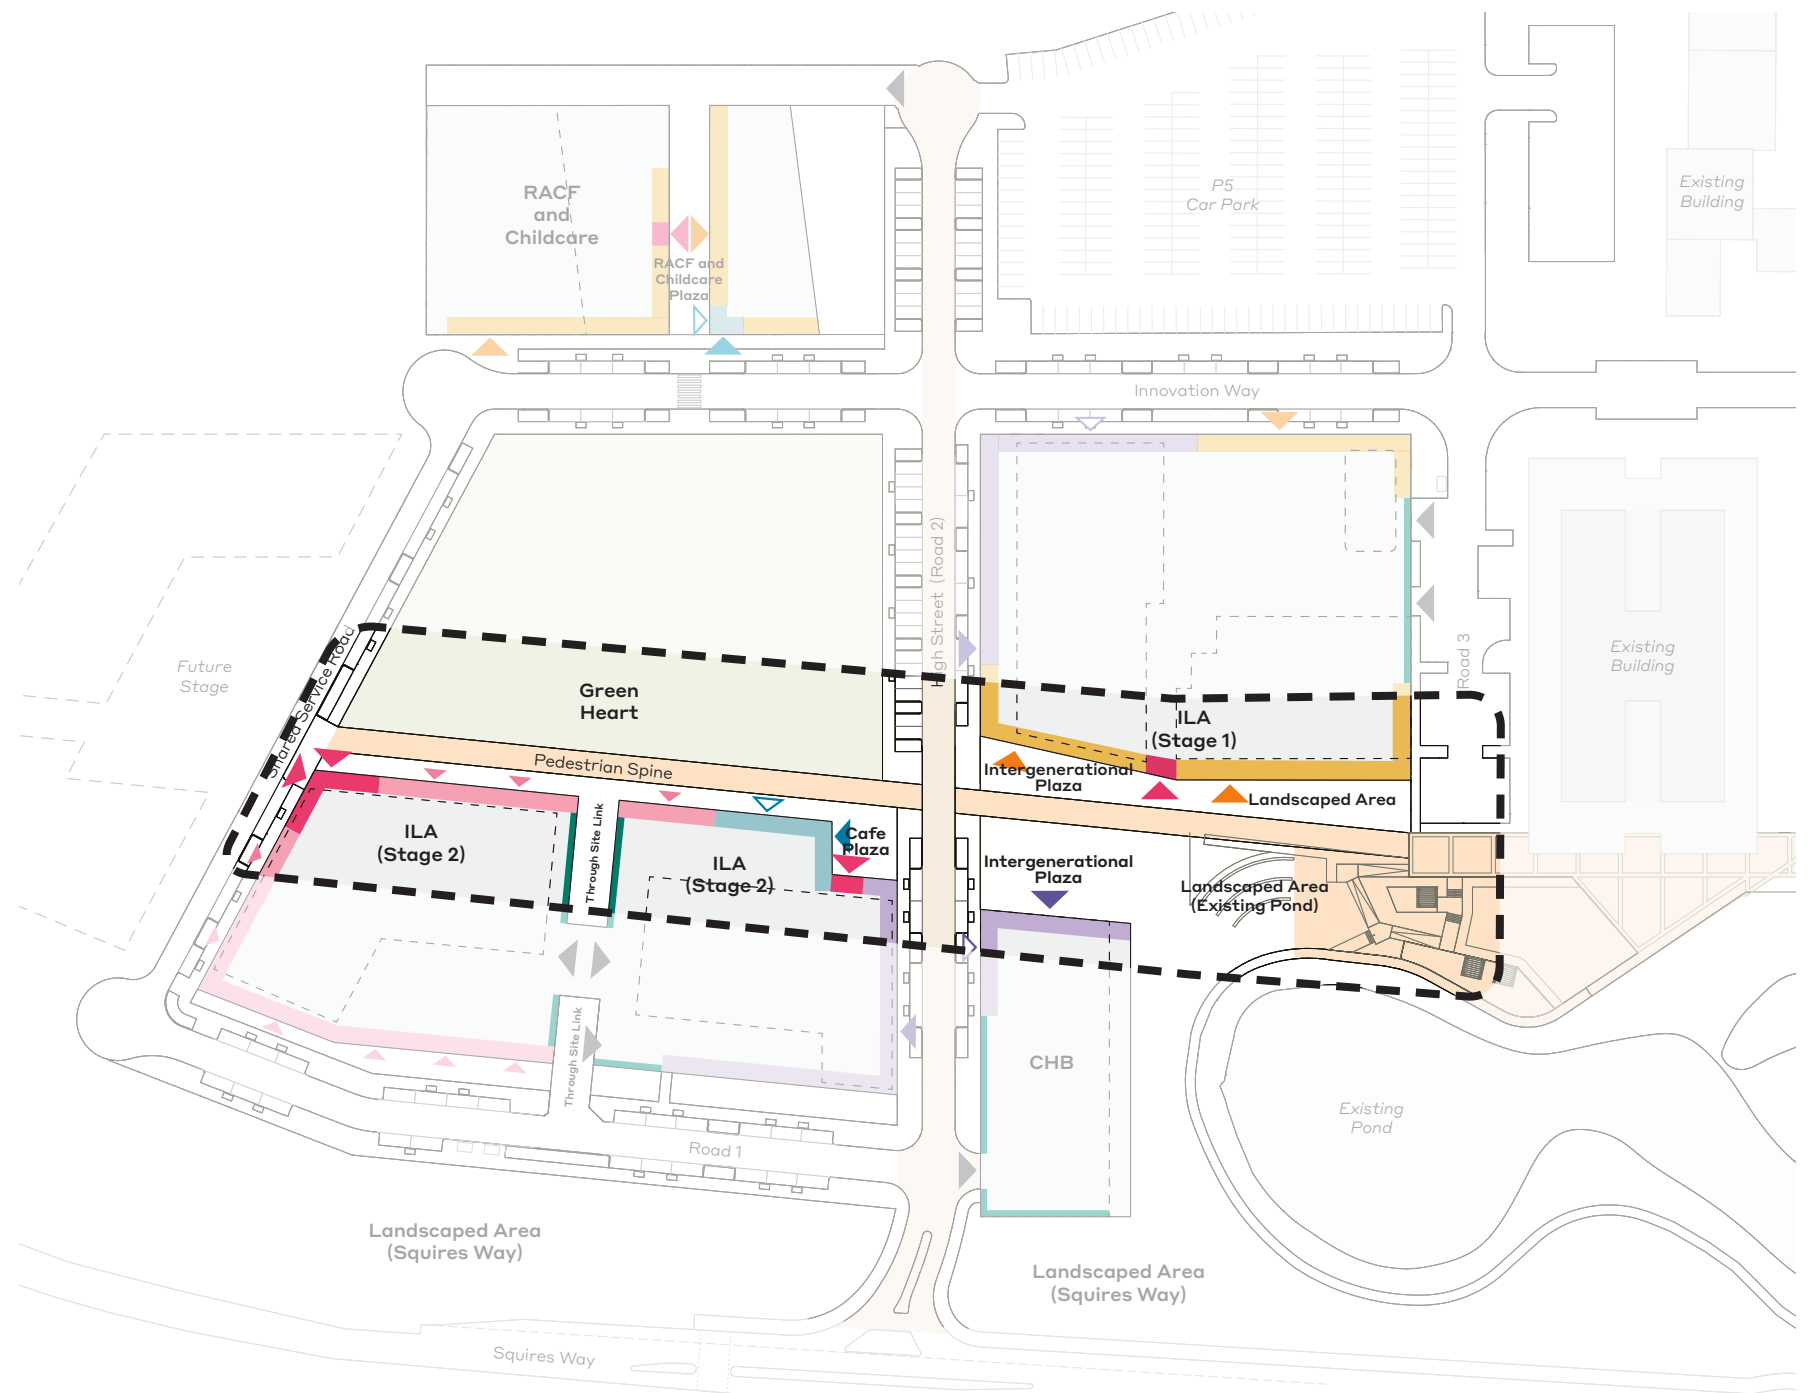 RACF
and
Childcare
RACF and
Childcare
Plaza
P5
Car Park
Existing
Building
Innovation Way
High Street (Road 2)
Future
Stage
Shared Service Road
Green
Heart
Road 3
Existing
Building
ILA
(Stage 1)
Pedestrian Spine
Intergenerational
Plaza
Landscaped Area
ILA
(Stage 2)
Through Site Link
ILA
(Stage 2)
Cafe
Plaza
Intergenerational
Plaza
Landscaped Area
(Existing Pond)
Through Site Link
CHB
Existing
Pond
Road 1
Landscaped Area
(Squires Way)
Landscaped Area
(Squires Way)
Squires Way